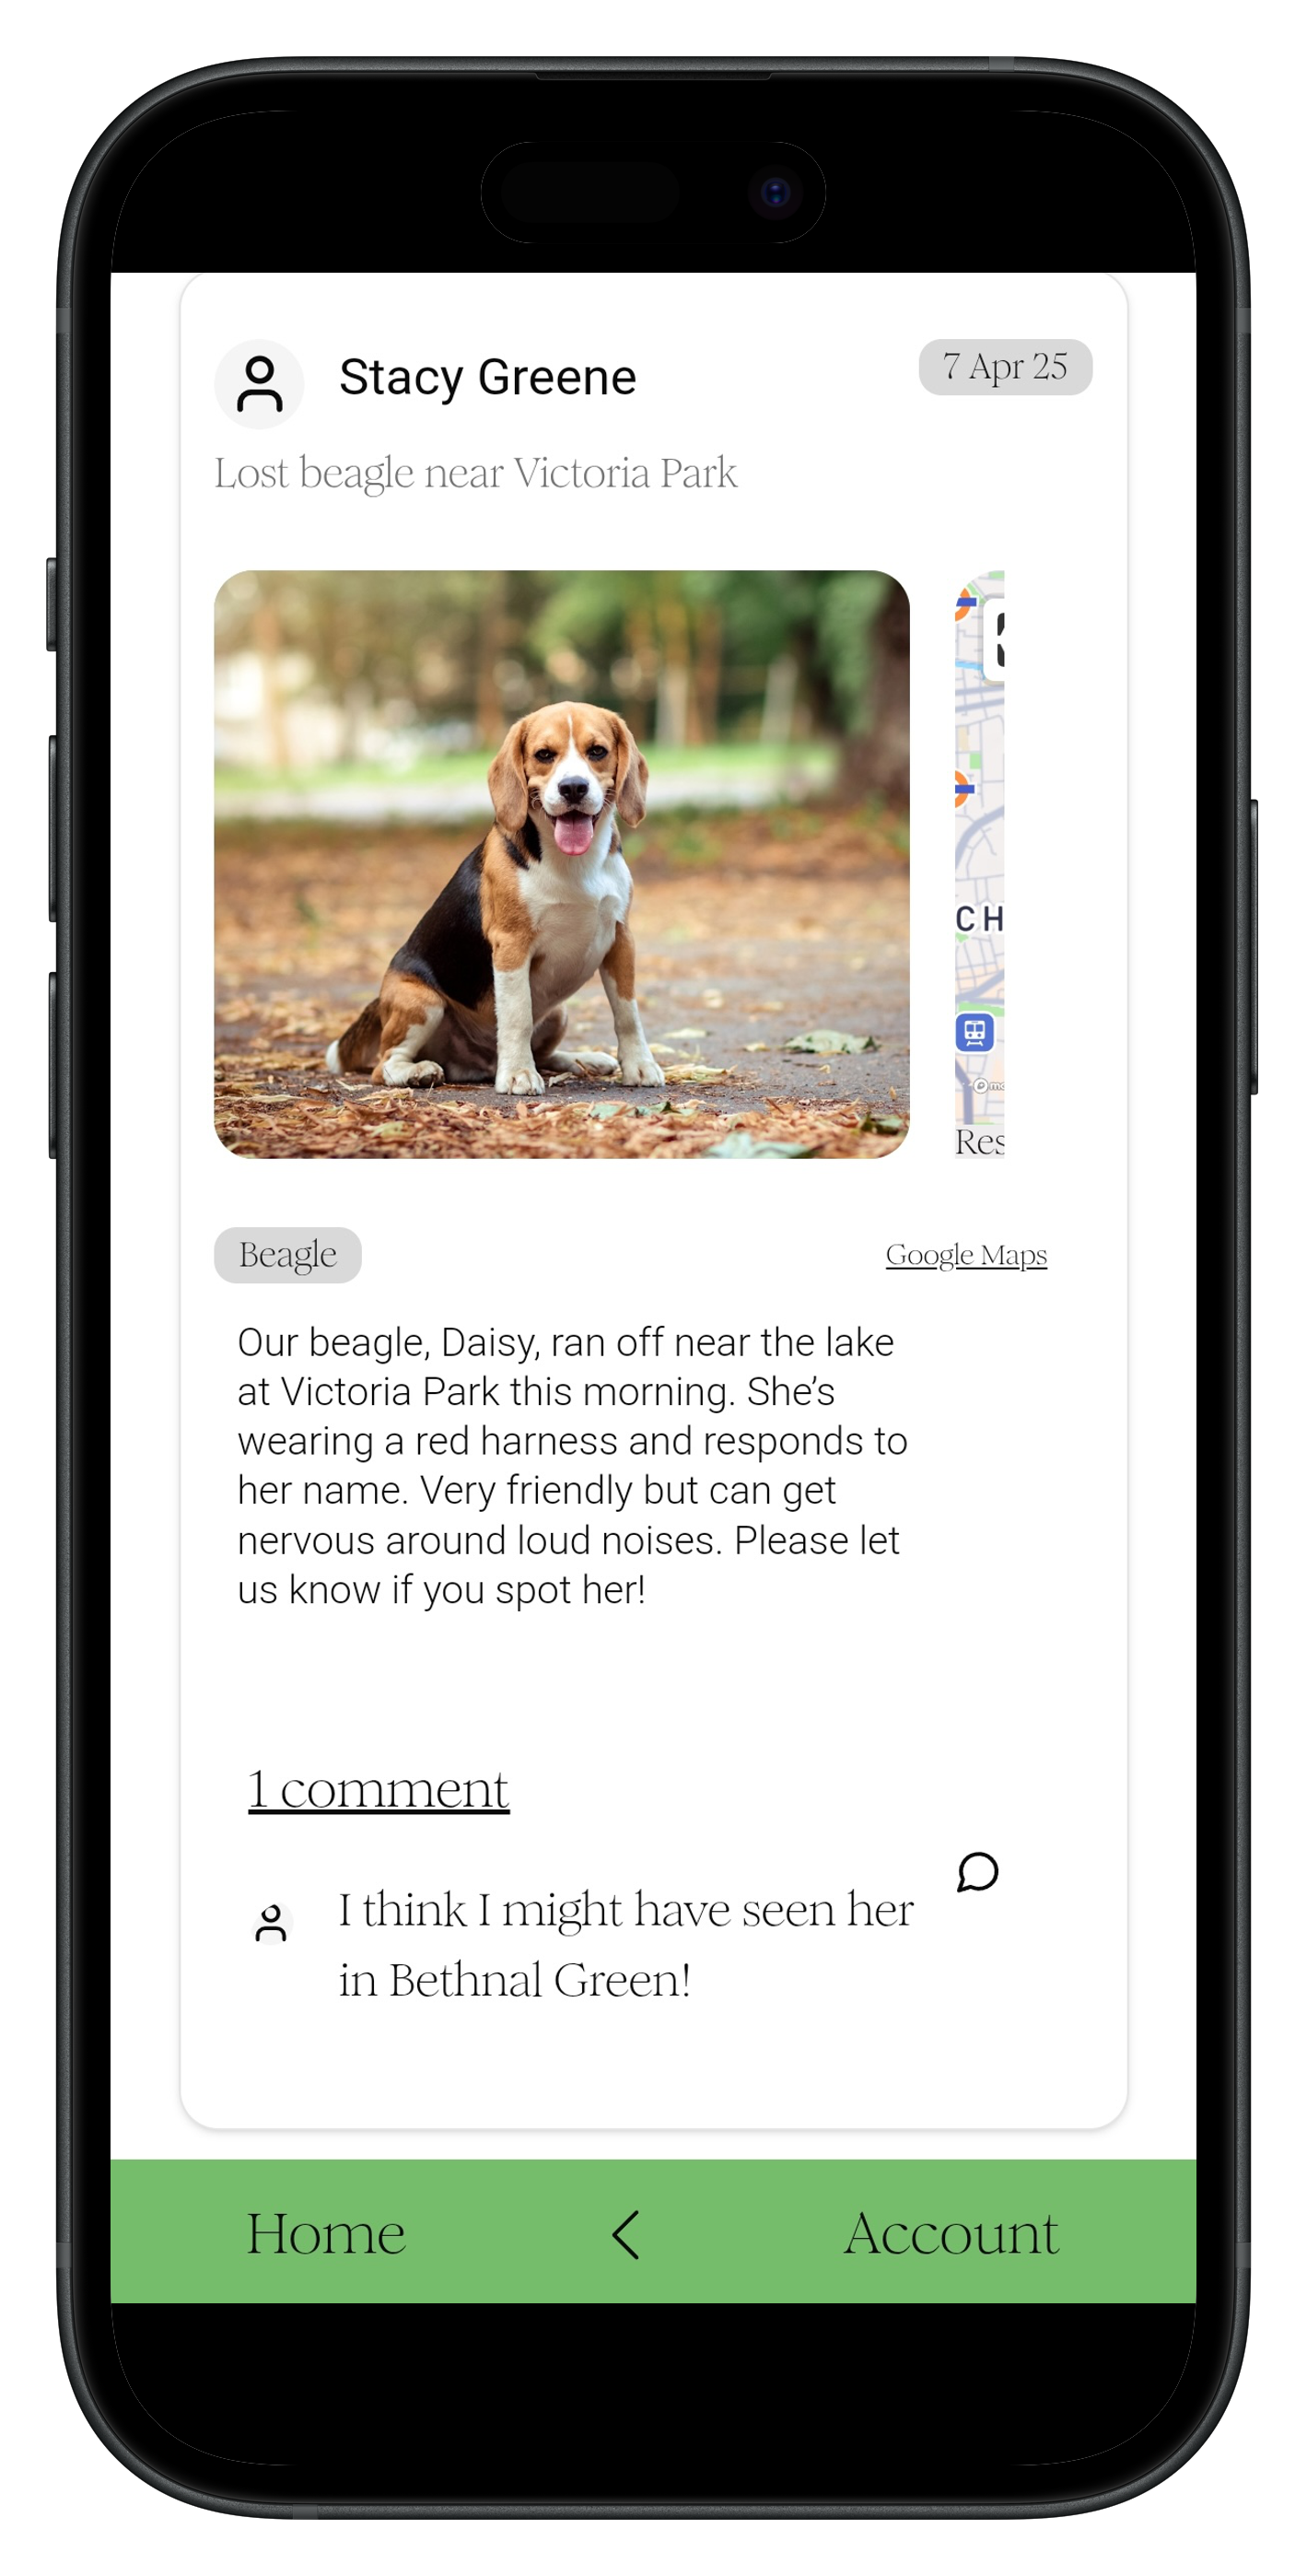 Stacy Greene
7 Apr 25
Lost beagle near Victoria Park
CH
Res
Beagle
Google Maps
Our beagle, Daisy, ran off near the lake
at Victoria Park this morning. She’s
wearing a red harness and responds to
her name. Very friendly but can get
nervous around loud noises. Please let
us know if you spot her!
1 comment
I think I might have seen her
in Bethnal Green!
Home
Account